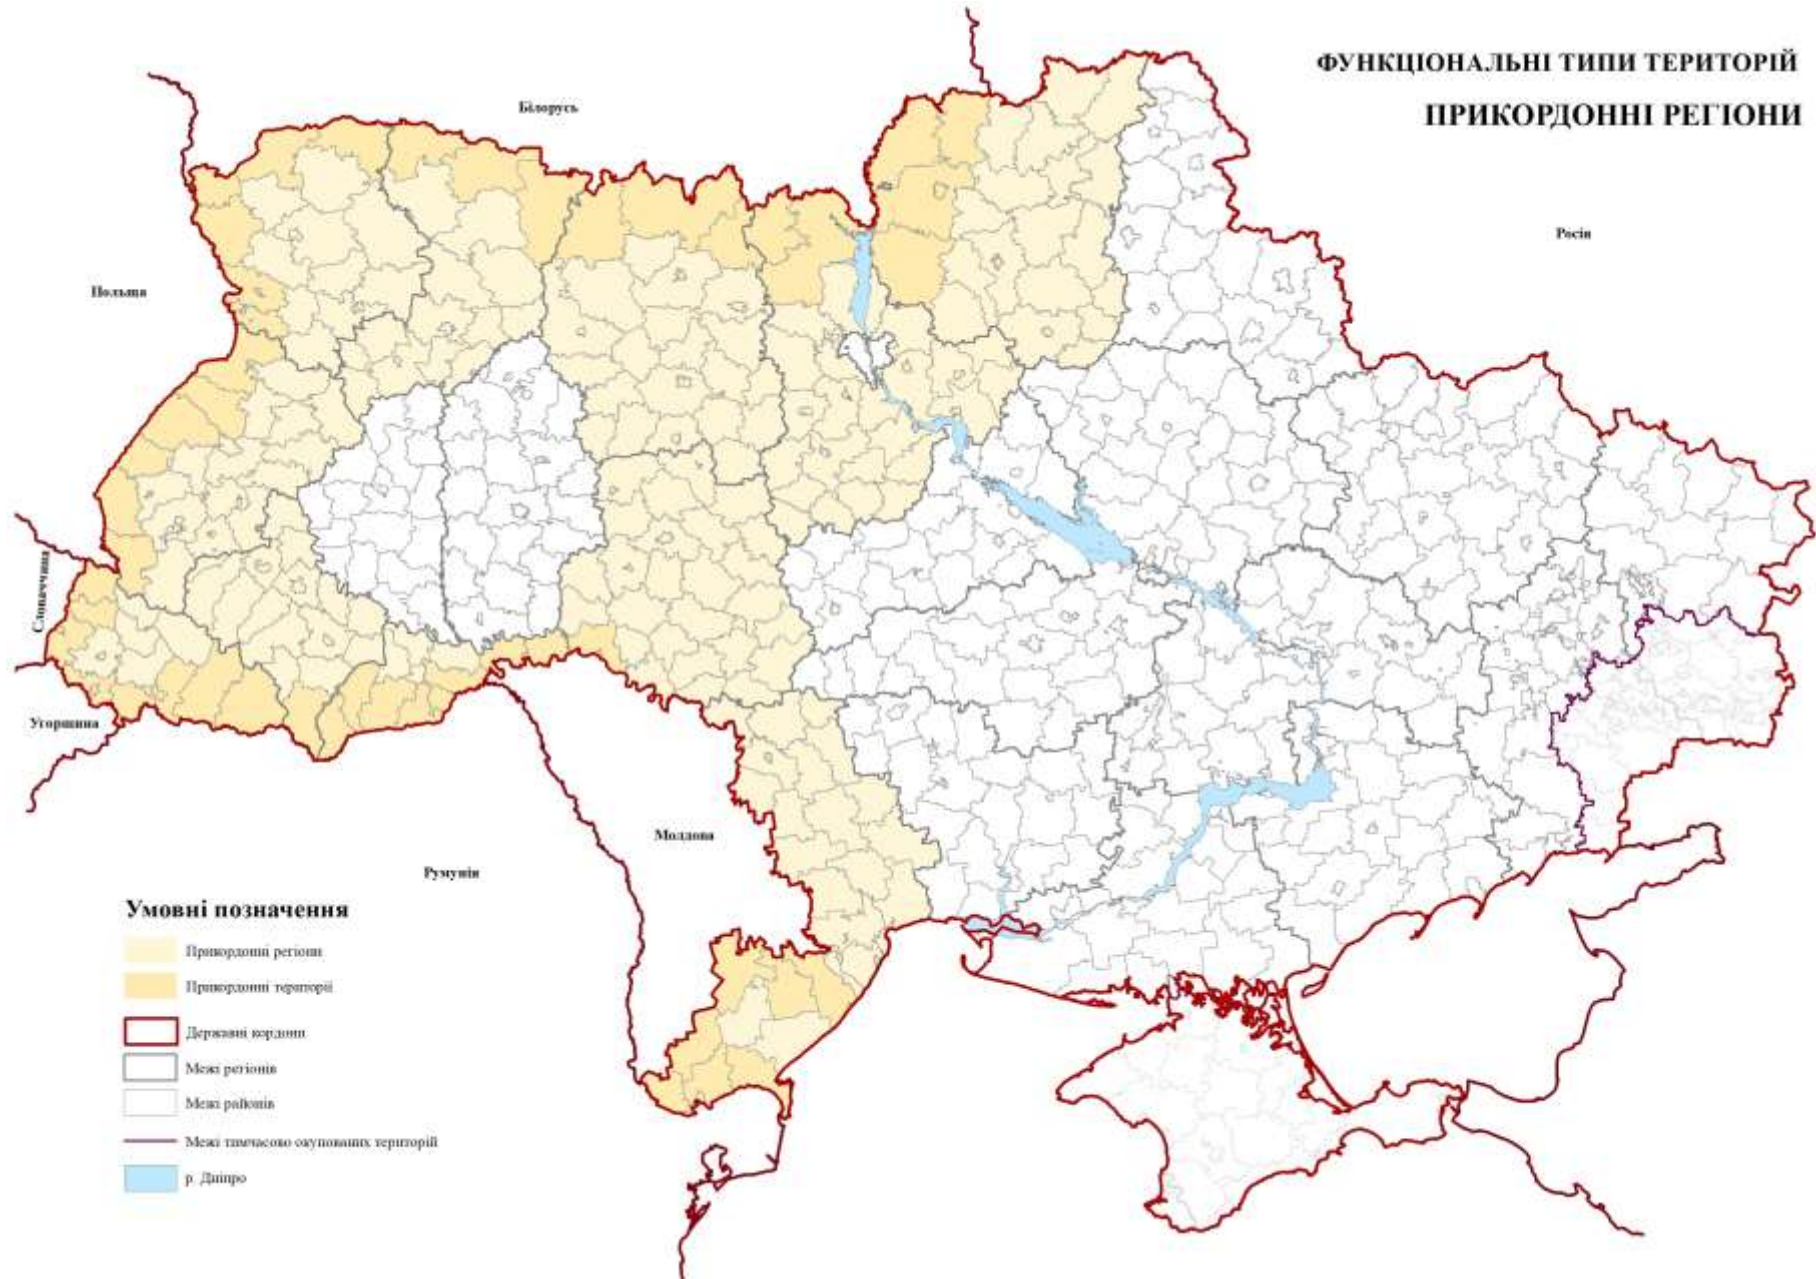 ФУНКЦІОНАЛЬНІ ТИПИ ТЕРИТОРІЙ
ПРИКОРДОННІ РЕГІОНИ
Білорусь
Росія
Польща
Словаччина
Угорщина
Молдова
Румунія
Умовні позначення
Прикордонні регіони
Прикордонні території
Державні кордони
Межі регіонів
Межі районів
Межі тимчасово окупованих територій
р. Дніпро